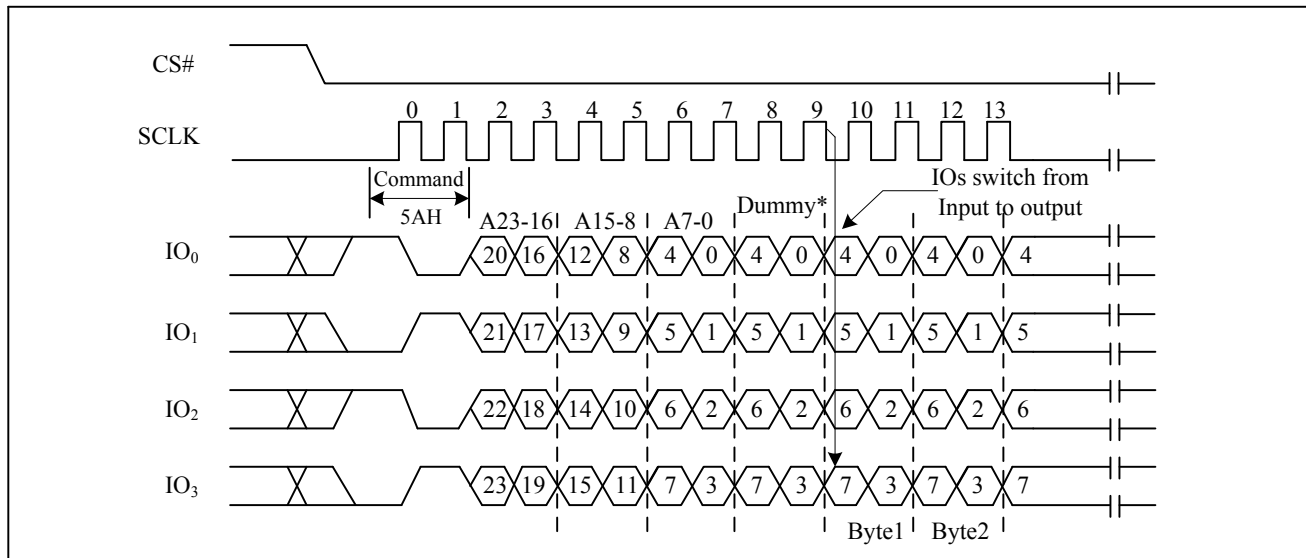 CS#
0 1 2 3 4 5 6 7 8 9 10 11 12 13
SCLK
Command
5AH
IOs switch from
Input to output
A23-16 A15-8 A7-0 Dummy*
IO0 20 16 12 8 4 0 4 0 4 0 4 0 4
IO1 21 17 13 9 5 1 5 1 5 1 5 1 5
IO2 22 18 14 10 6 2 6 2 6 2 6 2 6
IO3 23 19 15 11 7 3 7 3 7 3 7 3 7
Byte1 Byte2